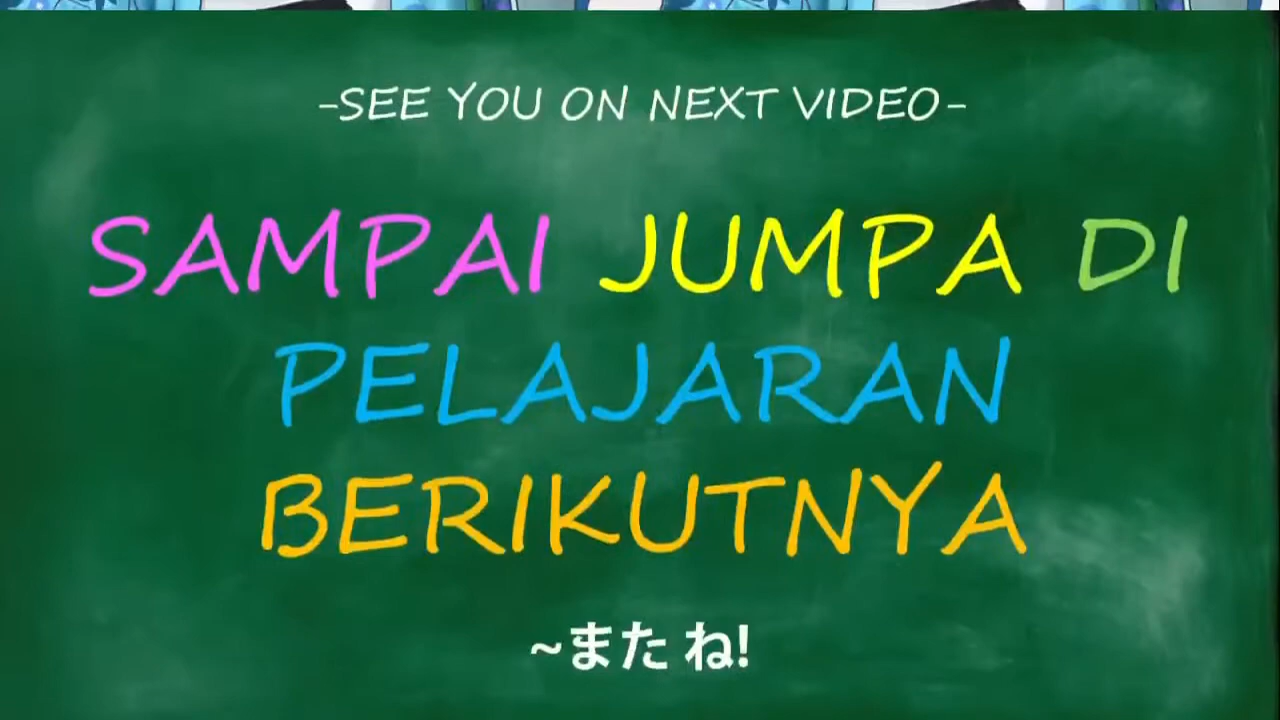 -SEE YOU ON NEXT VIDEO-
SAMPAI JUMPA DI
PELAJARAN
BERIKUTNYA
~また ね!